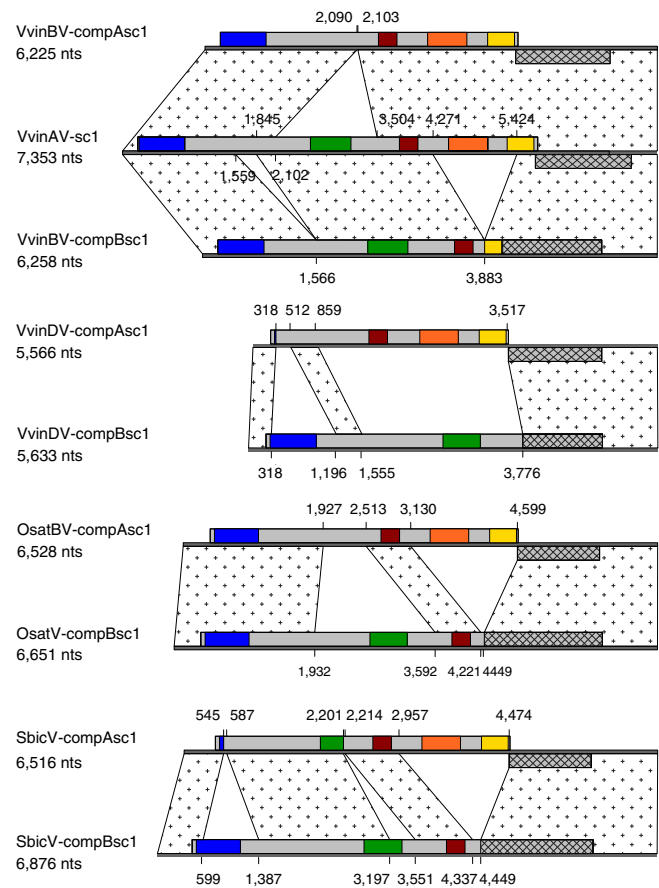 2,090 2,103
VvinBV-compAsc1
6,225 nts
1,845 3,504 4,271 5,424
VvinAV-sc1
7,353 nts
1,559 2,102
VvinBV-compBsc1
6,258 nts
1,566 3,883
318 512 859 3,517
VvinDV-compAsc1
5,566 nts
VvinDV-compBsc1
5,633 nts
318 1,196 1,555 3,776
1,927 2,513 3,130 4,599
OsatBV-compAsc1
6,528 nts
OsatV-compBsc1
6,651 nts
1,932 3,592 4,221 4449
545 587 2,201 2,214 2,957 4,474
SbicV-compAsc1
6,516 nts
SbicV-compBsc1
6,876 nts
599 1,387 3,197 3,551 4,337 4,449